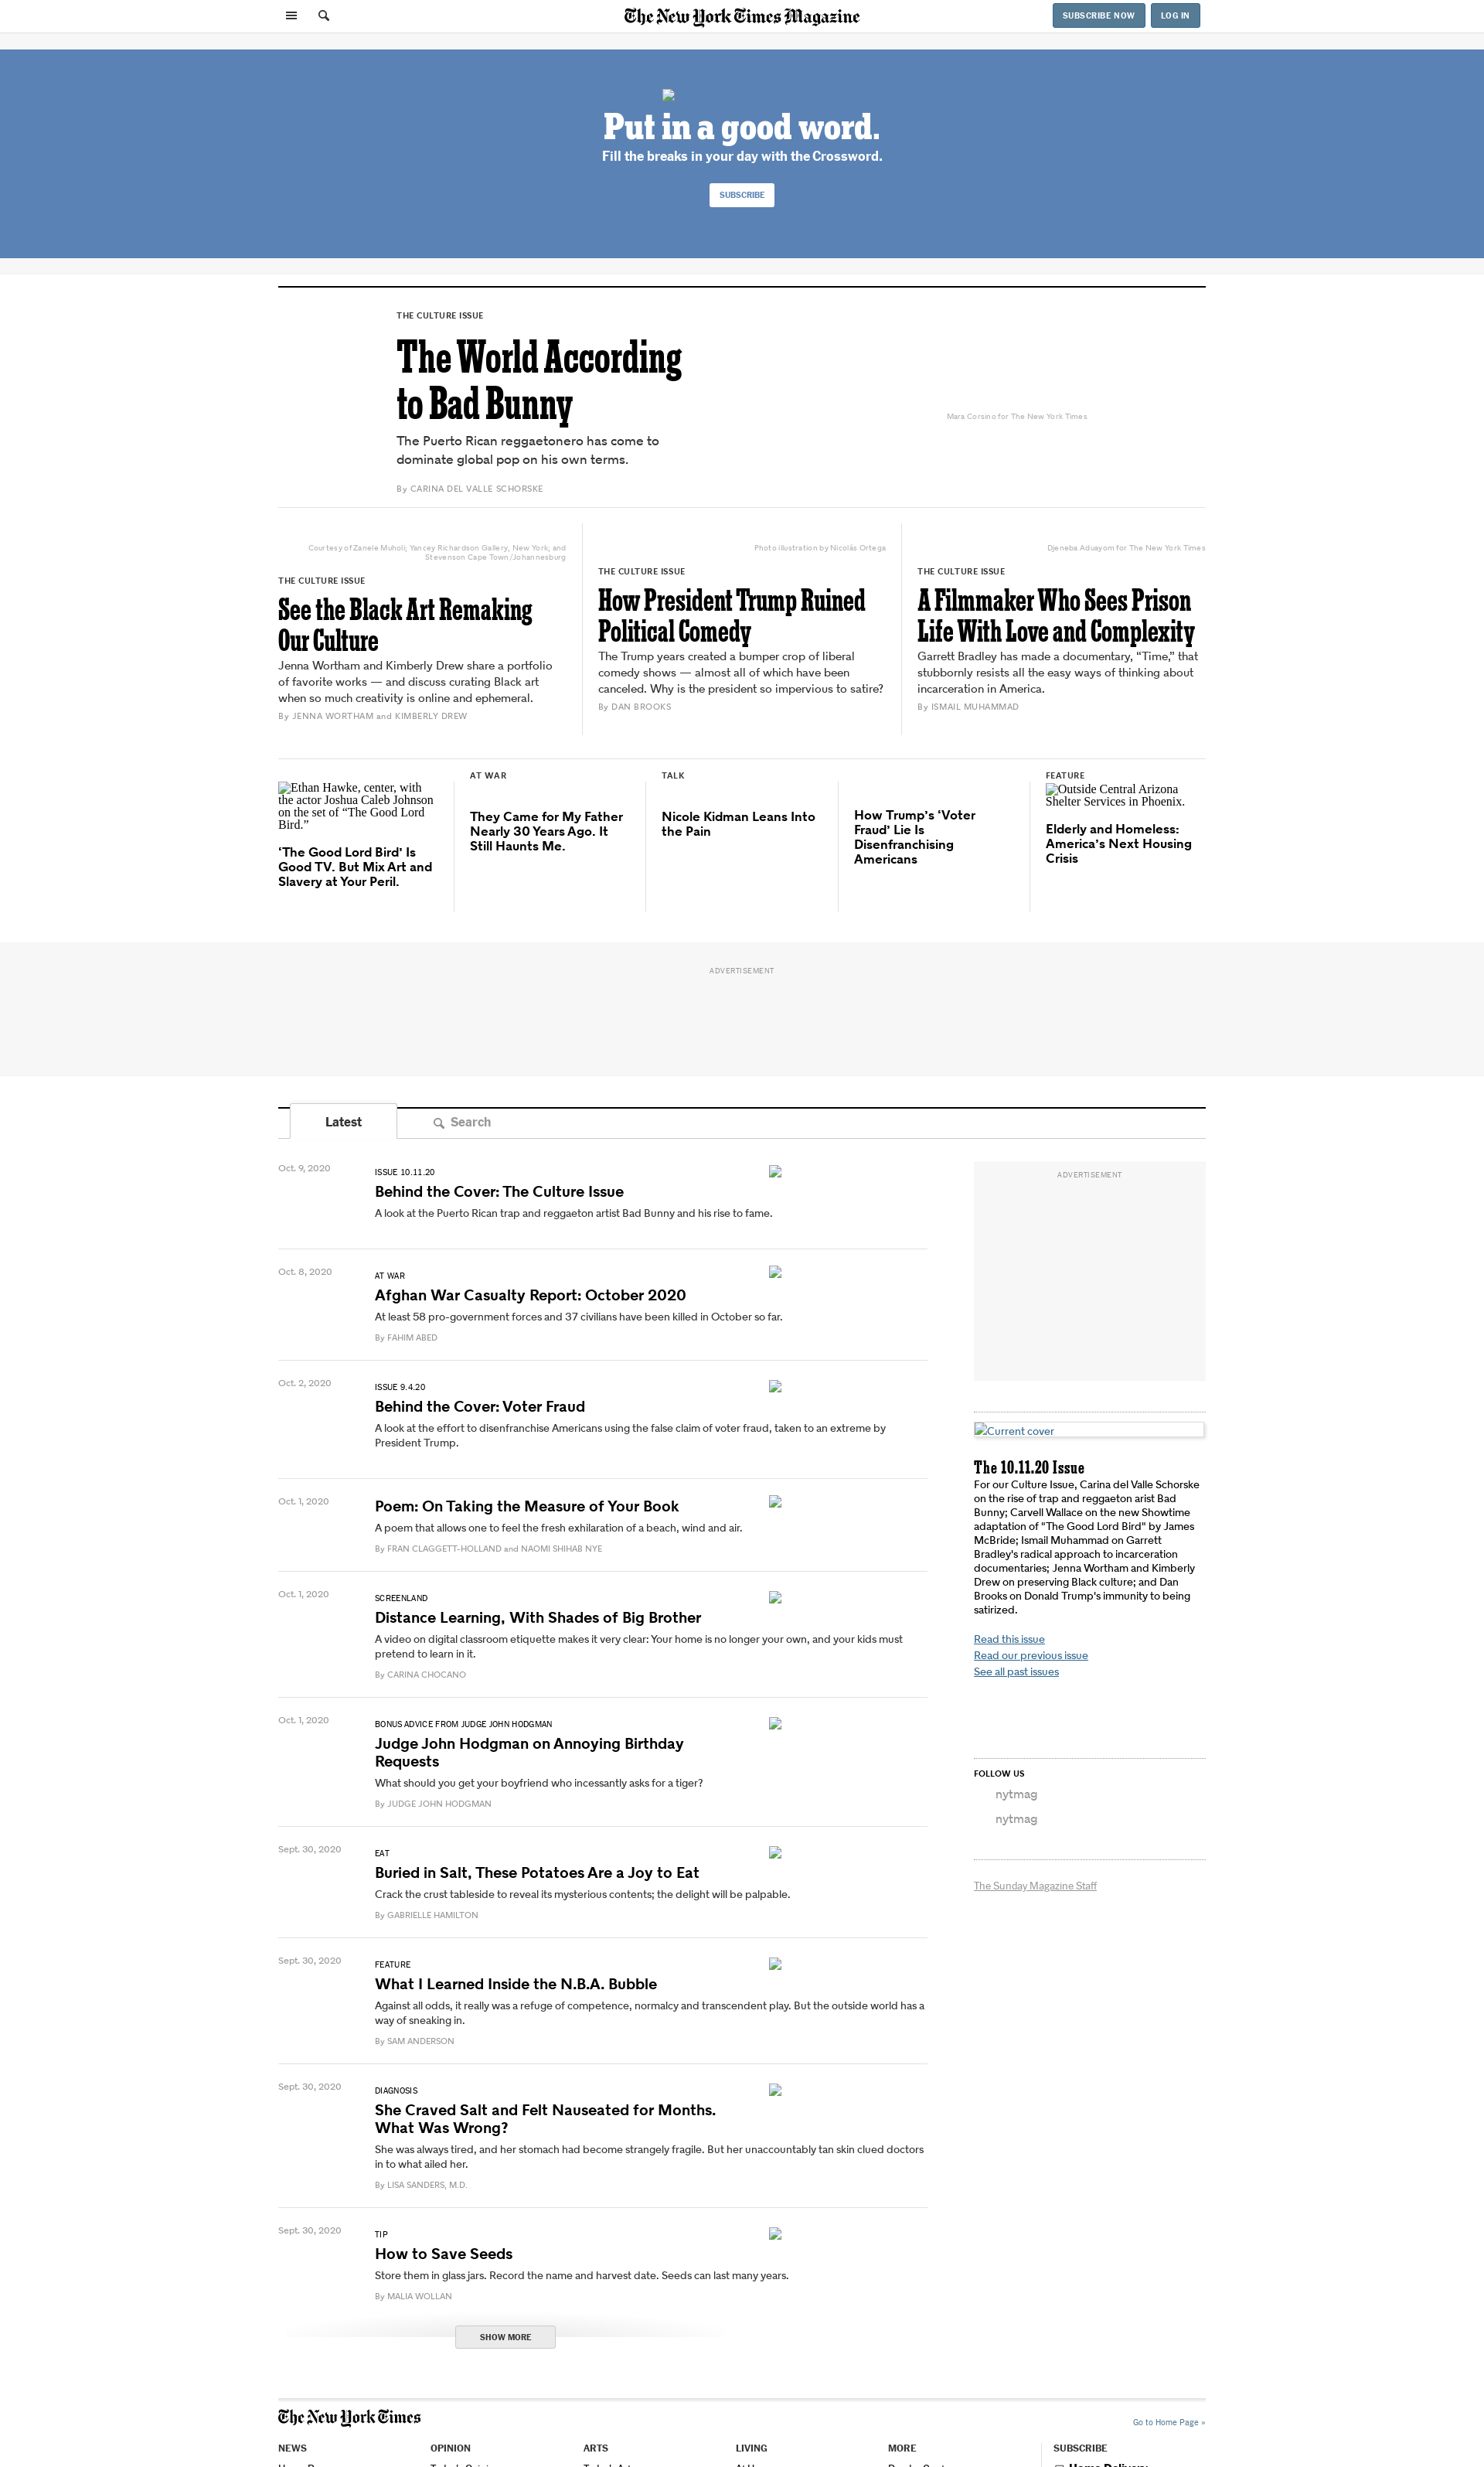 The New York Times Magazine
SUBSCRIBE NOW
LOG IN
Put in a good word.
Fill the breaks in your day with the Crossword.
SUBSCRIBE
THE CULTURE ISSUE
The World According
to Bad Bunny
The Puerto Rican reggaetonero has come to
dominate global pop on his own terms.
By CARINA DEL VALLE SCHORSKE
Mara Corsino for The New York Times
Courtesy of Zanele Muholi; Yancey Richardson Gallery, New York; and
Stevenson Cape Town/Johannesburg
THE CULTURE ISSUE
See the Black Art Remaking
Our Culture
Jenna Wortham and Kimberly Drew share a portfolio
of favorite works — and discuss curating Black art
when so much creativity is online and ephemeral.
By JENNA WORTHAM and KIMBERLY DREW
Photo illustration by Nicolás Ortega
THE CULTURE ISSUE
How President Trump Ruined
Political Comedy
The Trump years created a bumper crop of liberal
comedy shows — almost all of which have been
canceled. Why is the president so impervious to satire?
By DAN BROOKS
Djeneba Aduayom for The New York Times
THE CULTURE ISSUE
A Filmmaker Who Sees Prison
Life With Love and Complexity
Garrett Bradley has made a documentary, “Time,” that
stubbornly resists all the easy ways of thinking about
incarceration in America.
By ISMAIL MUHAMMAD
Ethan Hawke, center, with
the actor Joshua Caleb Johnson
on the set of “The Good Lord
Bird.”
‘The Good Lord Bird’ Is
Good TV. But Mix Art and
Slavery at Your Peril.
AT WAR
They Came for My Father
Nearly 30 Years Ago. It
Still Haunts Me.
TALK
Nicole Kidman Leans Into
the Pain
How Trump’s ‘Voter
Fraud’ Lie Is
Disenfranchising
Americans
FEATURE
Outside Central Arizona
Shelter Services in Phoenix.
Elderly and Homeless:
America’s Next Housing
Crisis
ADVERTISEMENT
Latest
Search
Oct. 9, 2020
ISSUE 10.11.20
Behind the Cover: The Culture Issue
A look at the Puerto Rican trap and reggaeton artist Bad Bunny and his rise to fame.
Oct. 8, 2020
AT WAR
Afghan War Casualty Report: October 2020
At least 58 pro-government forces and 37 civilians have been killed in October so far.
By FAHIM ABED
Oct. 2, 2020
ISSUE 9.4.20
Behind the Cover: Voter Fraud
A look at the effort to disenfranchise Americans using the false claim of voter fraud, taken to an extreme by
President Trump.
Oct. 1, 2020
Poem: On Taking the Measure of Your Book
A poem that allows one to feel the fresh exhilaration of a beach, wind and air.
By FRAN CLAGGETT-HOLLAND and NAOMI SHIHAB NYE
Oct. 1, 2020
SCREENLAND
Distance Learning, With Shades of Big Brother
A video on digital classroom etiquette makes it very clear: Your home is no longer your own, and your kids must
pretend to learn in it.
By CARINA CHOCANO
Oct. 1, 2020
BONUS ADVICE FROM JUDGE JOHN HODGMAN
Judge John Hodgman on Annoying Birthday
Requests
What should you get your boyfriend who incessantly asks for a tiger?
By JUDGE JOHN HODGMAN
Sept. 30, 2020
EAT
Buried in Salt, These Potatoes Are a Joy to Eat
Crack the crust tableside to reveal its mysterious contents; the delight will be palpable.
By GABRIELLE HAMILTON
Sept. 30, 2020
FEATURE
What I Learned Inside the N.B.A. Bubble
Against all odds, it really was a refuge of competence, normalcy and transcendent play. But the outside world has a
way of sneaking in.
By SAM ANDERSON
Sept. 30, 2020
DIAGNOSIS
She Craved Salt and Felt Nauseated for Months.
What Was Wrong?
She was always tired, and her stomach had become strangely fragile. But her unaccountably tan skin clued doctors
in to what ailed her.
By LISA SANDERS, M.D.
Sept. 30, 2020
TIP
How to Save Seeds
Store them in glass jars. Record the name and harvest date. Seeds can last many years.
By MALIA WOLLAN
SHOW MORE
ADVERTISEMENT
Current cover
The 10.11.20 Issue
For our Culture Issue, Carina del Valle Schorske
on the rise of trap and reggaeton arist Bad
Bunny; Carvell Wallace on the new Showtime
adaptation of "The Good Lord Bird" by James
McBride; Ismail Muhammad on Garrett
Bradley's radical approach to incarceration
documentaries; Jenna Wortham and Kimberly
Drew on preserving Black culture; and Dan
Brooks on Donald Trump's immunity to being
satirized.
Read this issue
Read our previous issue
See all past issues
FOLLOW US
nytmag
nytmag
The Sunday Magazine Staff
The New York Times
Go to Home Page »
NEWS
OPINION
ARTS
LIVING
MORE
SUBSCRIBE